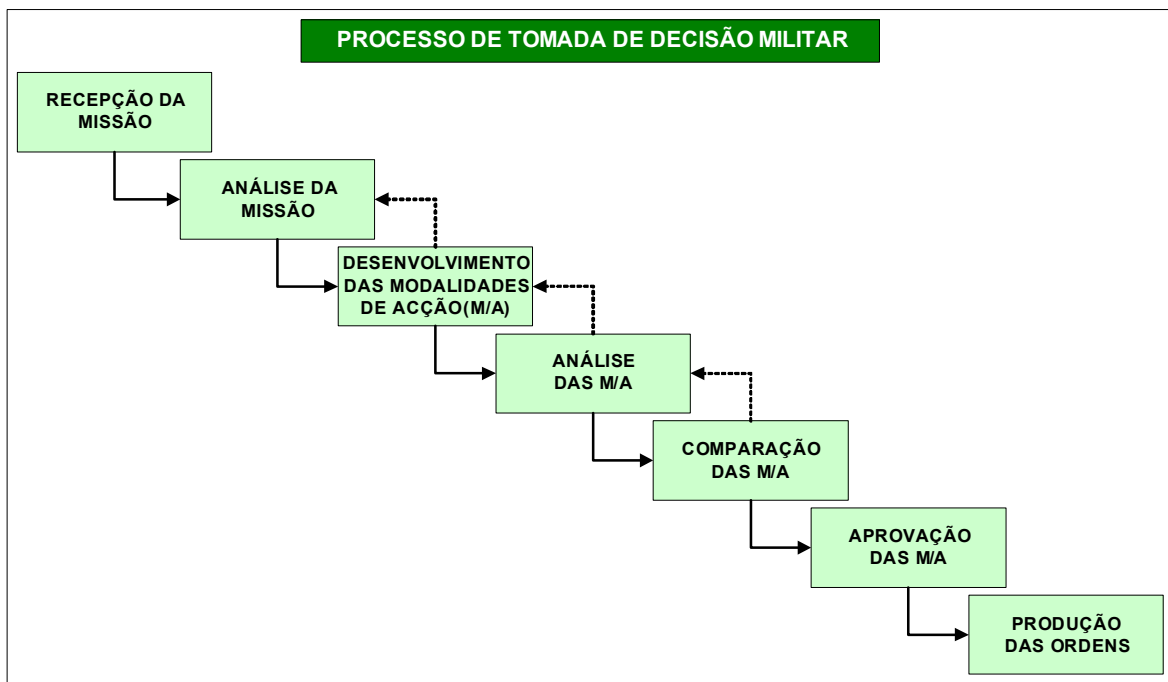 PROCESSO DE TOMADA DE DECISÃO MILITAR
RECEPÇÃO DA
MISSÃO
ANÁLISE DA
MISSÃO
DESENVOLVIMENTO
DAS MODALIDADES
DE ACÇÃO(M/A)
ANÁLISE
DAS M/A
COMPARAÇÃO
DAS M/A
APROVAÇÃO
DAS M/A
PRODUÇÃO
DAS ORDENS